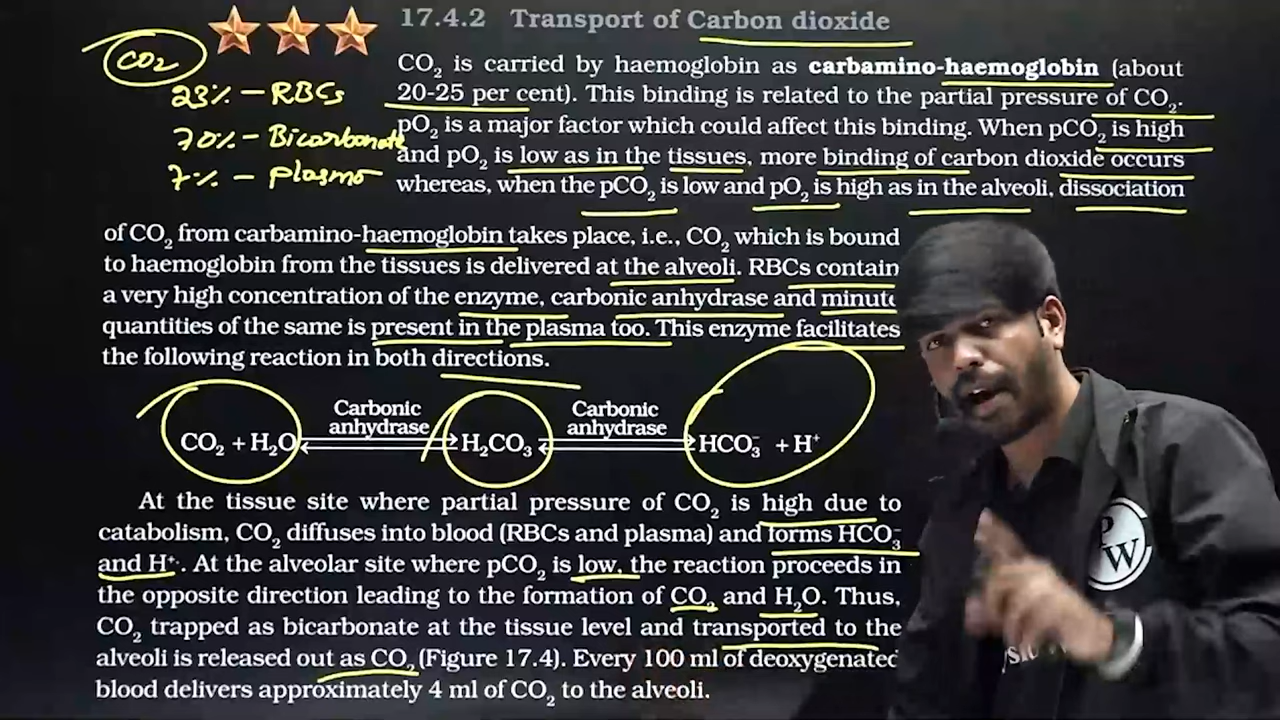 17.4.2 Transport of Carbon dioxide
CO2
23% - RBCs
70% - Bicarbonate
7% - Plasma
CO₂ is carried by haemoglobin as carbamino-haemoglobin (about
20-25 per cent). This binding is related to the partial pressure of CO₂.
pO₂ is a major factor which could affect this binding. When pCO₂ is high
and pO₂ is low as in the tissues, more binding of carbon dioxide occurs
whereas, when the pCO₂ is low and pO₂ is high as in the alveoli, dissociation
of CO₂ from carbamino-haemoglobin takes place, i.e., CO₂ which is bound
to haemoglobin from the tissues is delivered at the alveoli. RBCs contain
a very high concentration of the enzyme, carbonic anhydrase and minute
quantities of the same is present in the plasma too. This enzyme facilitates
the following reaction in both directions.
Carbonic Carbonic
anhydrase anhydrase
CO₂ + H₂O H₂CO₃ HCO₃⁻ + H⁺
At the tissue site where partial pressure of CO₂ is high due to
catabolism, CO₂ diffuses into blood (RBCs and plasma) and forms HCO₃⁻
and H⁺. At the alveolar site where pCO₂ is low, the reaction proceeds in
the opposite direction leading to the formation of CO₂ and H₂O. Thus,
CO₂ trapped as bicarbonate at the tissue level and transported to the
alveoli is released out as CO₂ (Figure 17.4). Every 100 ml of deoxygenated
blood delivers approximately 4 ml of CO₂ to the alveoli.
P
W